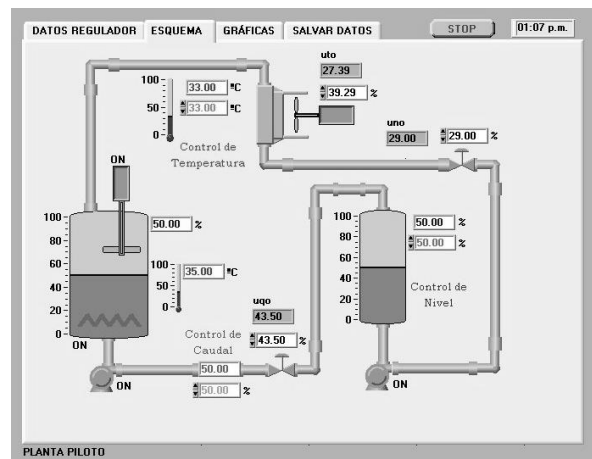 DATOS REGULADOR ESQUEMA GRÁFICAS SALVAR DATOS STOP 01:07 p.m.
uto
27.39
39.29 %
100
50
0
33.00 ºC
33.00 ºC
Control de
Temperatura
uno
29.00
29.00 %
ON
100
80
60
40
20
0
50.00 %
ON
100
50
0
35.00 ºC
uqo
43.50
43.50 %
Control de
Caudal
50.00
50.00 %
ON
100
80
60
40
20
0
50.00 %
50.00 %
Control de
Nivel
ON
PLANTA PILOTO